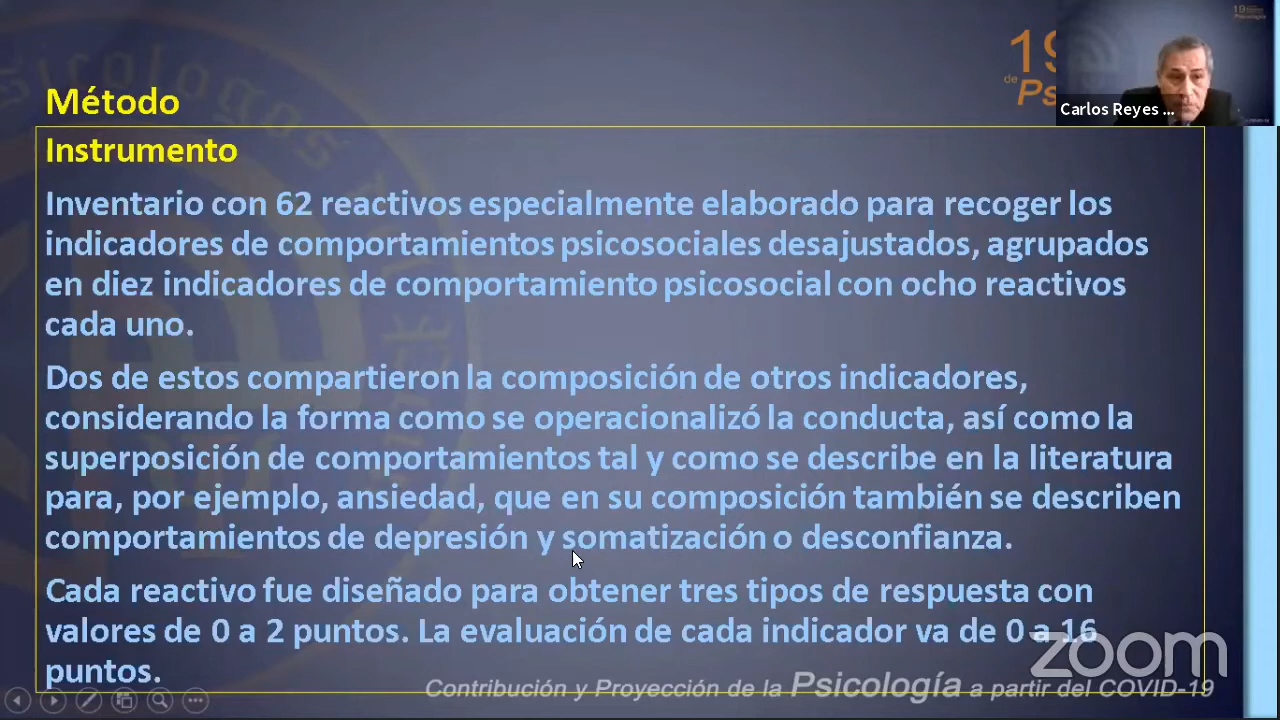 19
Psicología
19
de
Ps
Carlos Reyes ...
Método
Instrumento
Inventario con 62 reactivos especialmente elaborado para recoger los
indicadores de comportamientos psicosociales desajustados, agrupados
en diez indicadores de comportamiento psicosocial con ocho reactivos
cada uno.
Dos de estos compartieron la composición de otros indicadores,
considerando la forma como se operacionalizó la conducta, así como la
superposición de comportamientos tal y como se describe en la literatura
para, por ejemplo, ansiedad, que en su composición también se describen
comportamientos de depresión y somatización o desconfianza.
Cada reactivo fue diseñado para obtener tres tipos de respuesta con
valores de 0 a 2 puntos. La evaluación de cada indicador va de 0 a 16
puntos.
zoom
Contribución y Proyección de la Psicología a partir del COVID-19